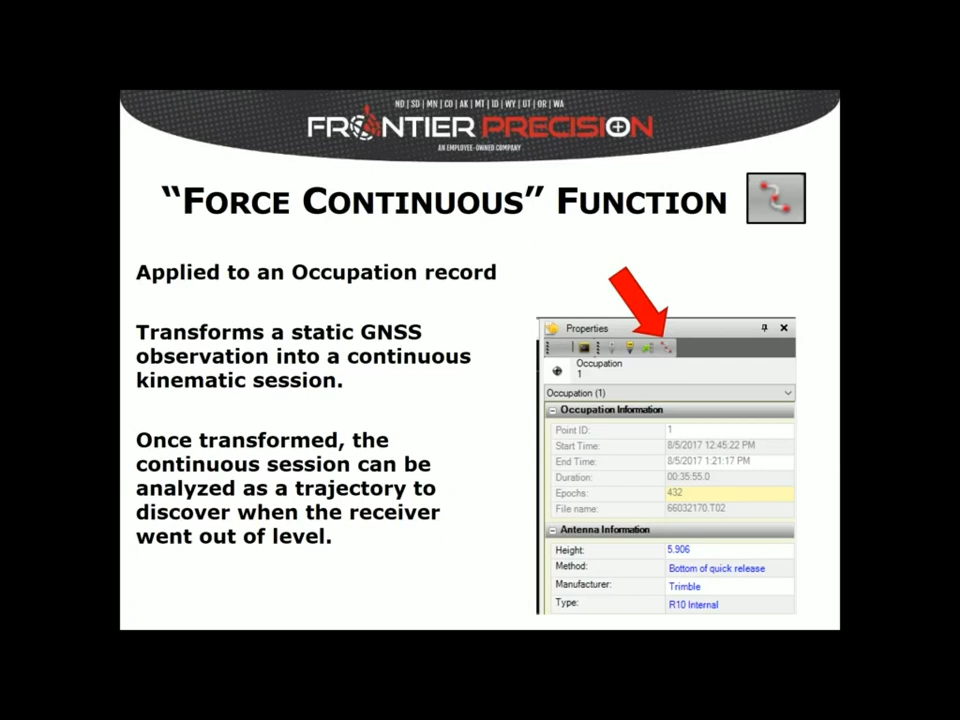 ND | SD | MN | CO | AK | MT | ID | WY | UT | OR | WA
FRONTIER PRECISION
AN EMPLOYEE-OWNED COMPANY
“FORCE CONTINUOUS” FUNCTION
Applied to an Occupation record
Transforms a static GNSS
observation into a continuous
kinematic session.
Once transformed, the
continuous session can be
analyzed as a trajectory to
discover when the receiver
went out of level.
Properties
Occupation
1
Occupation (1)
Occupation Information
Point ID: 1
Start Time: 8/5/2017 12:45:22 PM
End Time: 8/5/2017 1:21:17 PM
Duration: 00:35:55.0
Epochs: 432
File name: 66032170.T02
Antenna Information
Height: 5.906
Method: Bottom of quick release
Manufacturer: Trimble
Type: R10 Internal